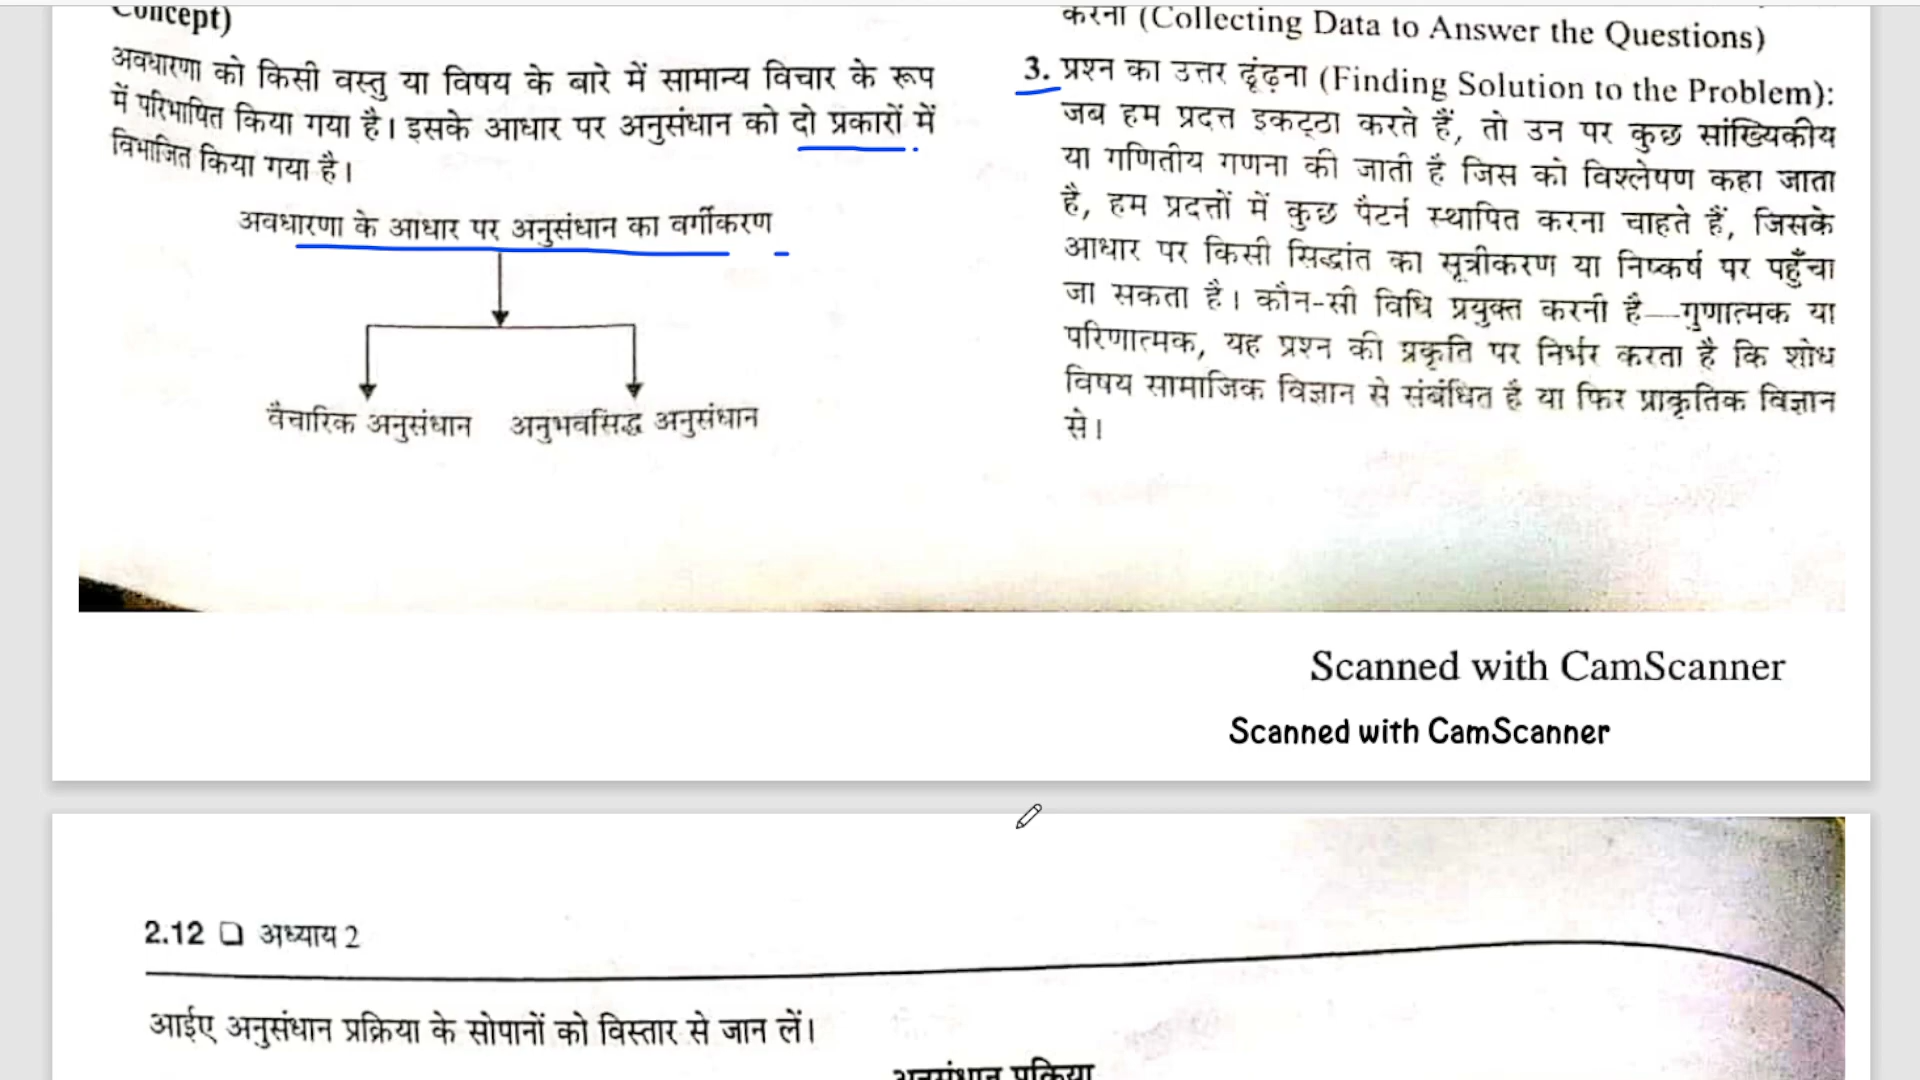 Concept)
अवधारणा को किसी वस्तु या विषय के बारे में सामान्य विचार के रूप
में परिभाषित किया गया है। इसके आधार पर अनुसंधान को दो प्रकारों में
विभाजित किया गया है।
अवधारणा के आधार पर अनुसंधान का वर्गीकरण
वैचारिक अनुसंधान अनुभवसिद्ध अनुसंधान
करना (Collecting Data to Answer the Questions)
3. प्रश्न का उत्तर ढूंढ़ना (Finding Solution to the Problem):
जब हम प्रदत्त इकट्ठा करते हैं, तो उन पर कुछ सांख्यिकीय
या गणितीय गणना की जाती है जिस को विश्लेषण कहा जाता
है, हम प्रदत्तों में कुछ पैटर्न स्थापित करना चाहते हैं, जिसके
आधार पर किसी सिद्धांत का सूत्रीकरण या निष्कर्ष पर पहुँचा
जा सकता है। कौन-सी विधि प्रयुक्त करनी है—गुणात्मक या
परिणात्मक, यह प्रश्न की प्रकृति पर निर्भर करता है कि शोध
विषय सामाजिक विज्ञान से संबंधित है या फिर प्राकृतिक विज्ञान
से।
Scanned with CamScanner
Scanned with CamScanner
2.12 ❑ अध्याय 2
आईए अनुसंधान प्रक्रिया के सोपानों को विस्तार से जान लें।
अनुसंधान प्रक्रिया